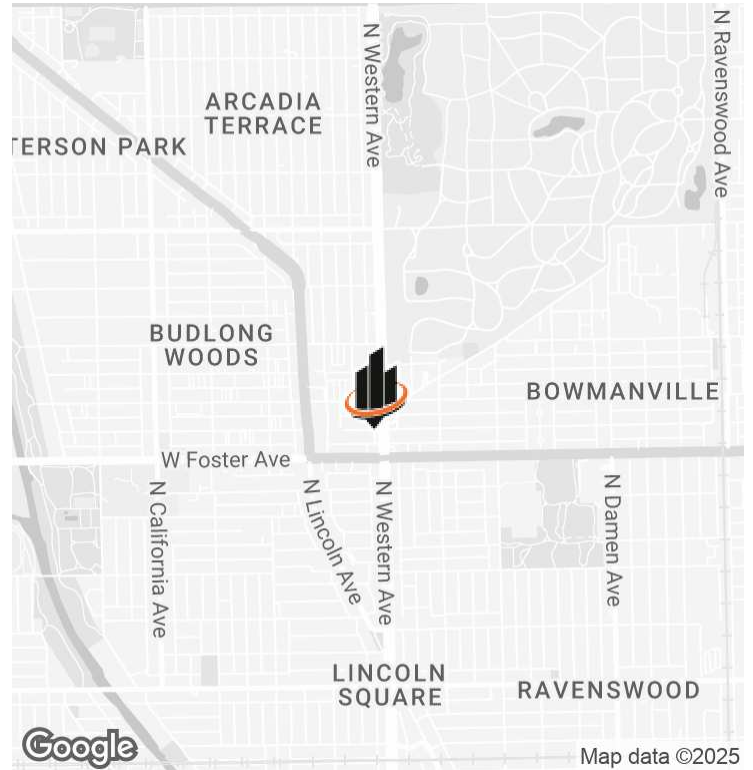 N Western Ave
N Ravenswood Ave
ARCADIA
TERRACE
TERSON PARK
BUDLONG
WOODS
BOWMANVILLE
W Foster Ave
N California Ave
N Lincoln Ave
N Western Ave
N Damen Ave
LINCOLN
SQUARE
RAVENSWOOD
Google
Map data ©2025